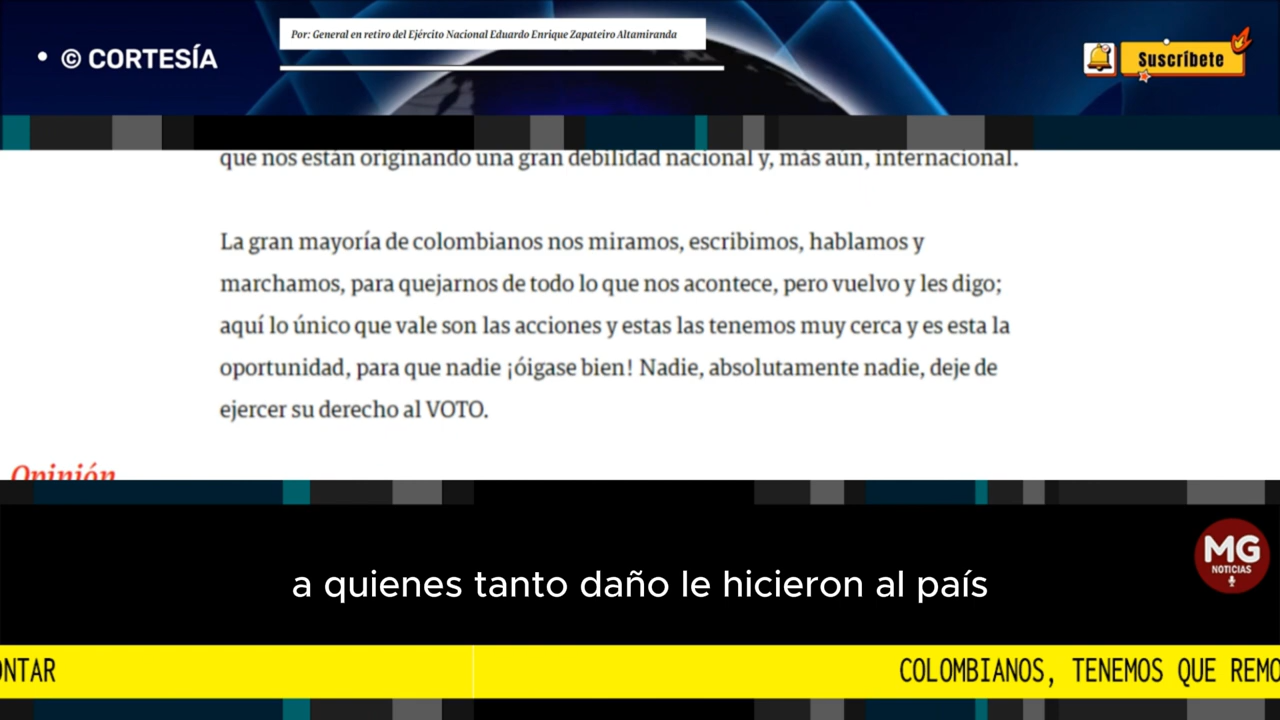 Por: General en retiro del Ejército Nacional Eduardo Enrique Zapateiro Altamiranda
• © CORTESÍA
Suscríbete
que nos están originando una gran debilidad nacional y, más aún, internacional.
La gran mayoría de colombianos nos miramos, escribimos, hablamos y
marchamos, para quejarnos de todo lo que nos acontece, pero vuelvo y les digo;
aquí lo único que vale son las acciones y estas las tenemos muy cerca y es esta la
oportunidad, para que nadie ¡óigase bien! Nadie, absolutamente nadie, deje de
ejercer su derecho al VOTO.
Opinión
MG
NOTICIAS
a quienes tanto daño le hicieron al país
ONTAR COLOMBIANOS, TENEMOS QUE REMO